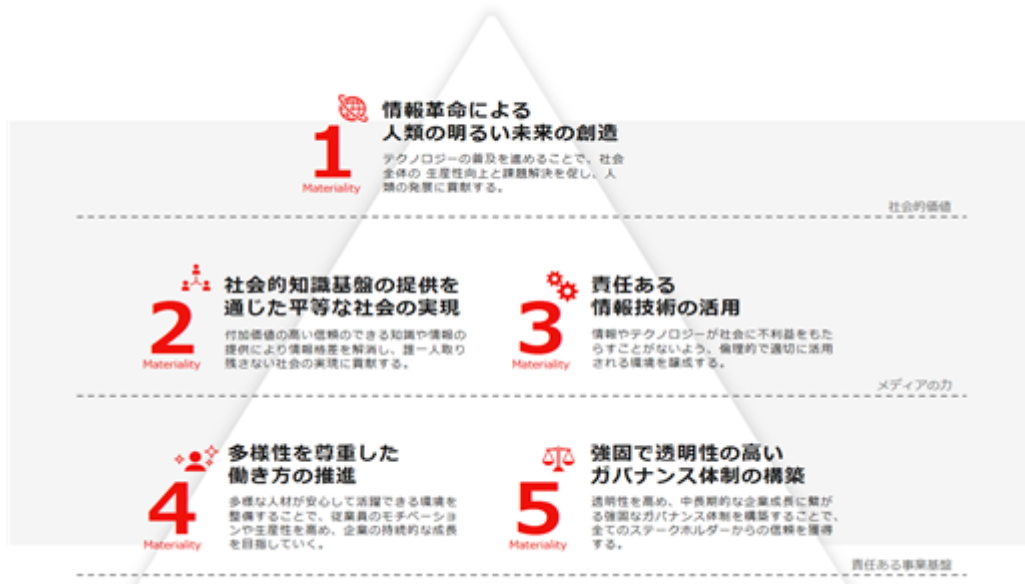 情報革命による
人類の明るい未来の創造
1
Materiality
テクノロジーの普及を進めることで、社会
全体の 生産性向上と課題解決を促し、人
類の発展に貢献する。
社会的価値
社会的知識基盤の提供を
通じた平等な社会の実現
2
Materiality
付加価値の高い信頼のできる知識や情報の
提供により情報格差を解消し、誰一人取り
残さない社会の実現に貢献する。
責任ある
情報技術の活用
3
Materiality
情報やテクノロジーが社会に不利益をもた
らすことがないよう、倫理的で適切に活用
される環境を醸成する。
メディアの力
多様性を尊重した
働き方の推進
4
Materiality
多様な人材が安心して活躍できる環境を
整備することで、従業員のモチベーショ
ンや生産性を高め、企業の持続的な成長
を目指していく。
強固で透明性の高い
ガバナンス体制の構築
5
Materiality
透明性を高め、中長期的な企業成長に繋が
る強固なガバナンス体制を構築することで、
全てのステークホルダーからの信頼を獲得
する。
責任ある事業基盤